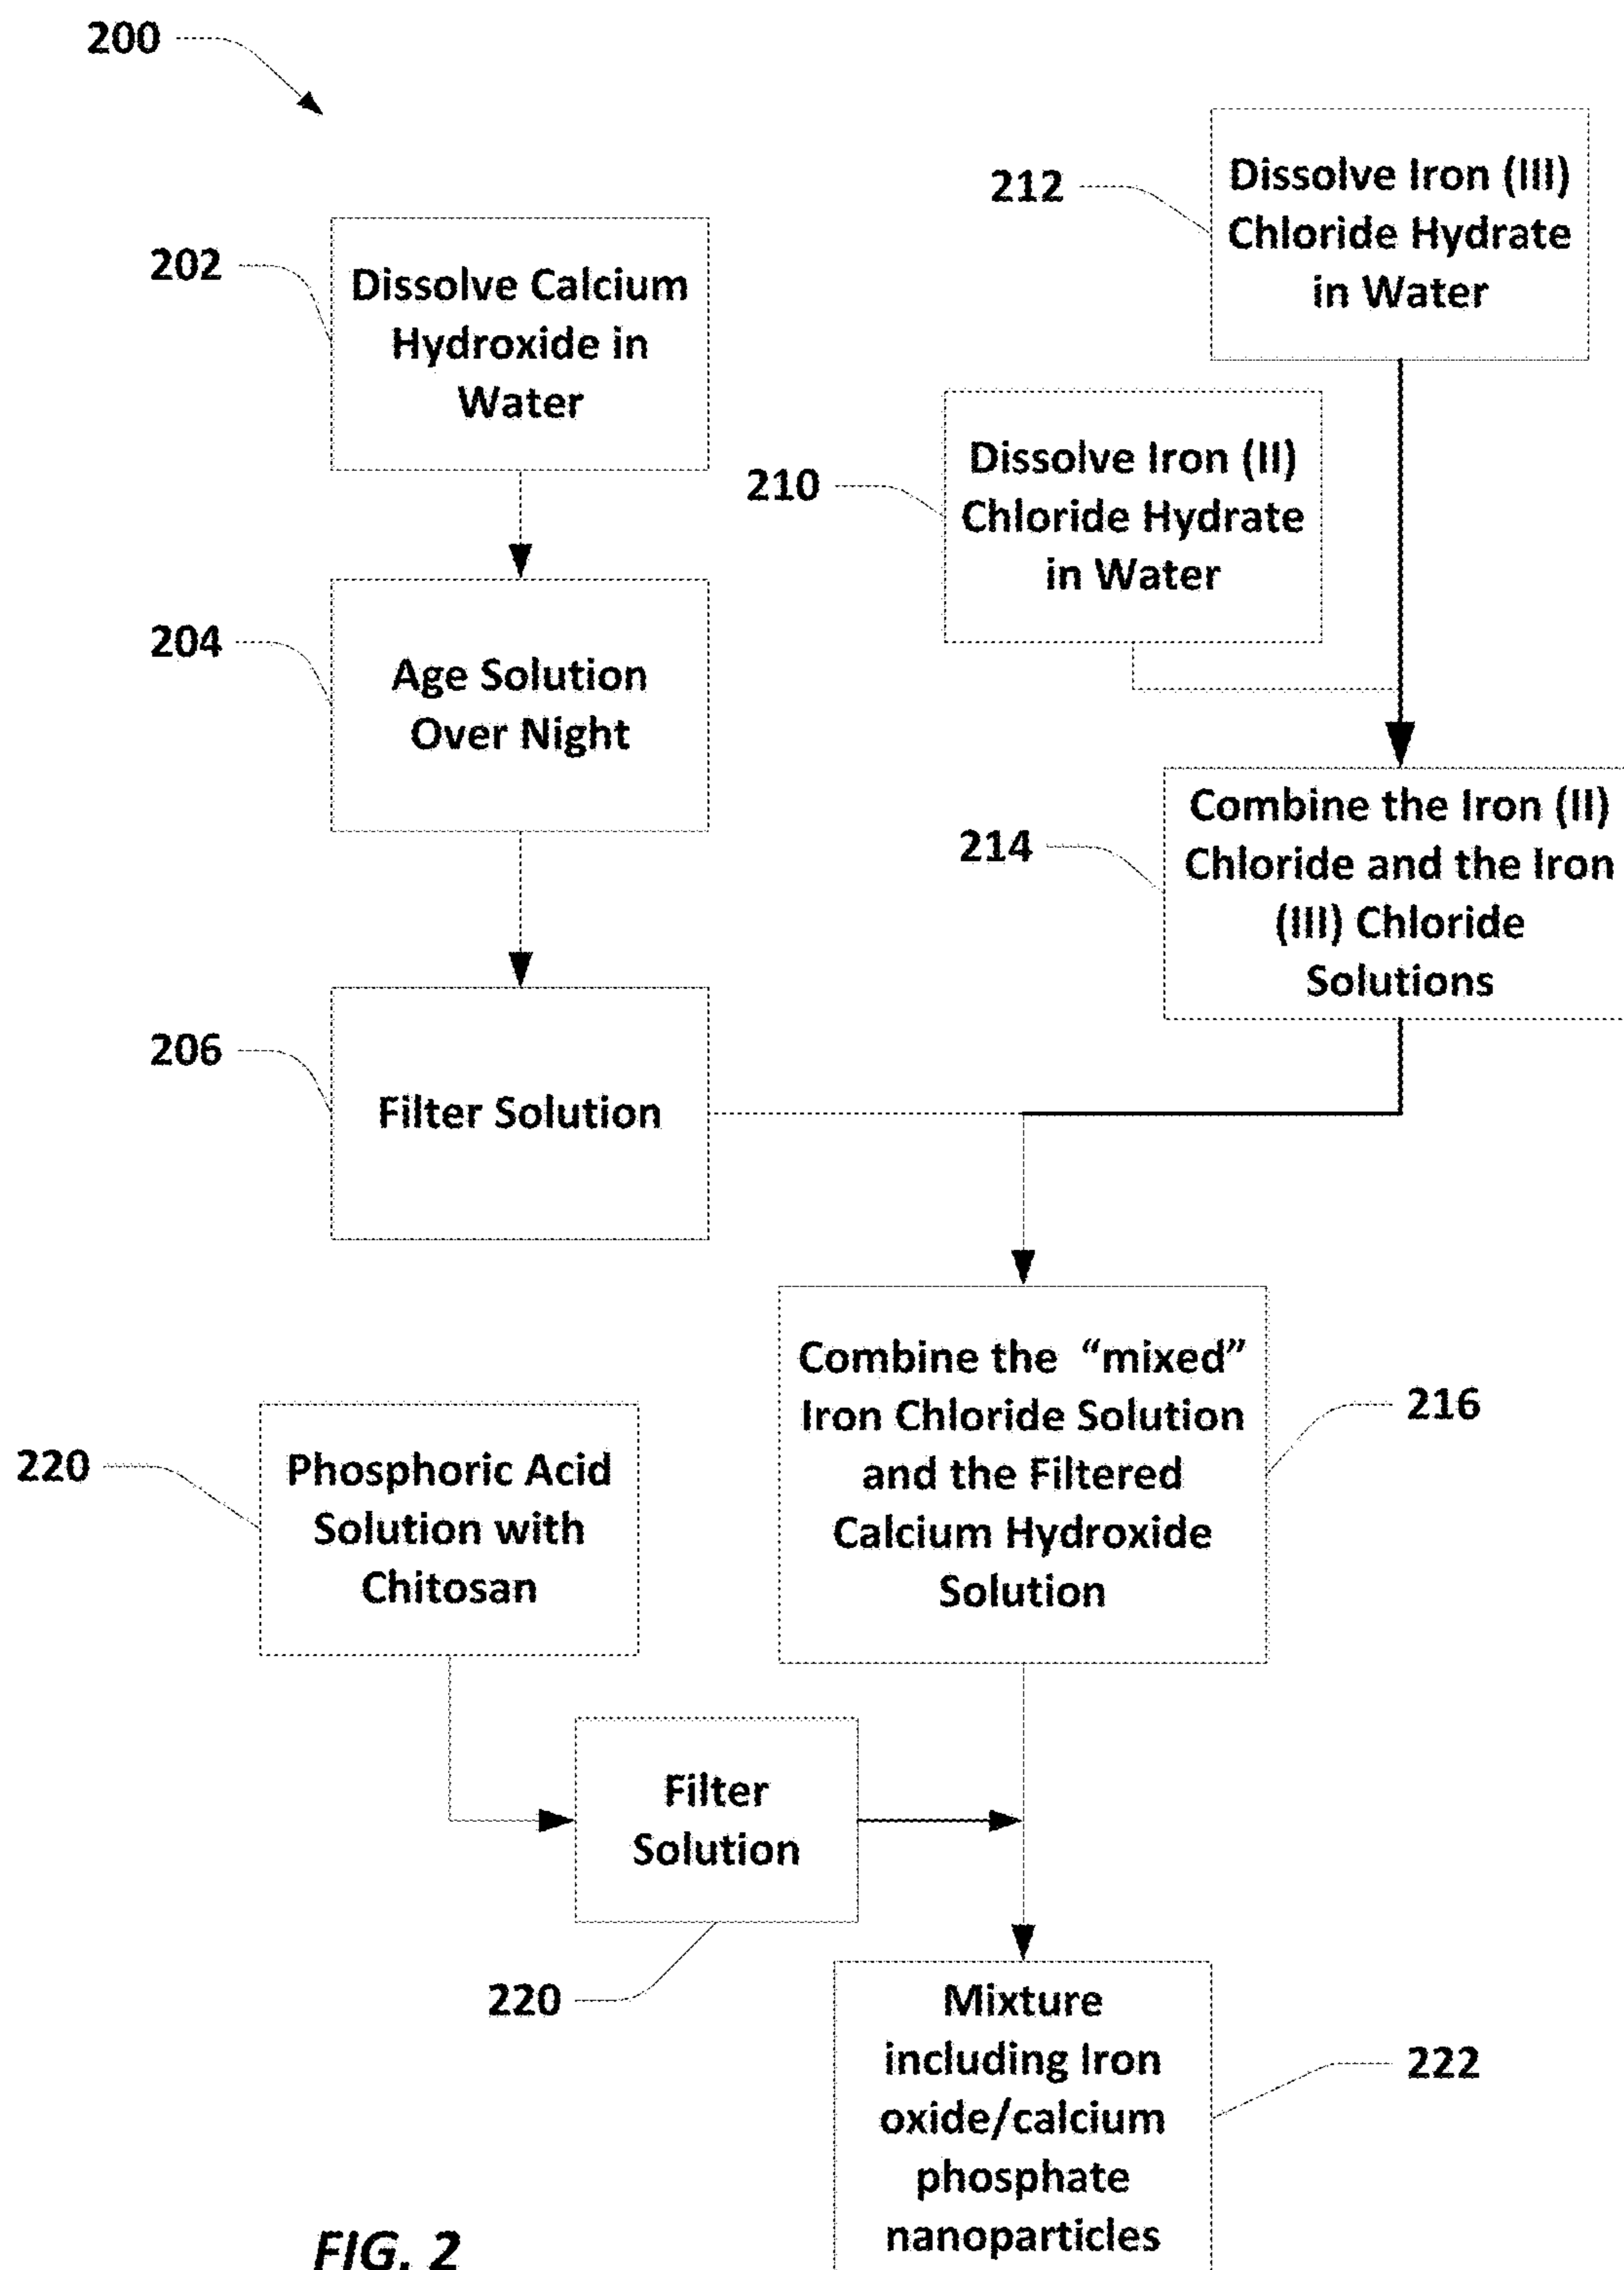 200
212
Dissolve Iron (III)
Chloride Hydrate
in Water
202
Dissolve Calcium
Hydroxide in
Water
210
Dissolve Iron (II)
Chloride Hydrate
in Water
204
Age Solution
Over Night
214
Combine the Iron (II)
Chloride and the Iron
(III) Chloride
Solutions
206
Filter Solution
Combine the “mixed”
Iron Chloride Solution
and the Filtered
Calcium Hydroxide
Solution
216
220
Phosphoric Acid
Solution with
Chitosan
Filter
Solution
220
Mixture
including Iron
oxide/calcium
phosphate
nanoparticles
222
FIG. 2